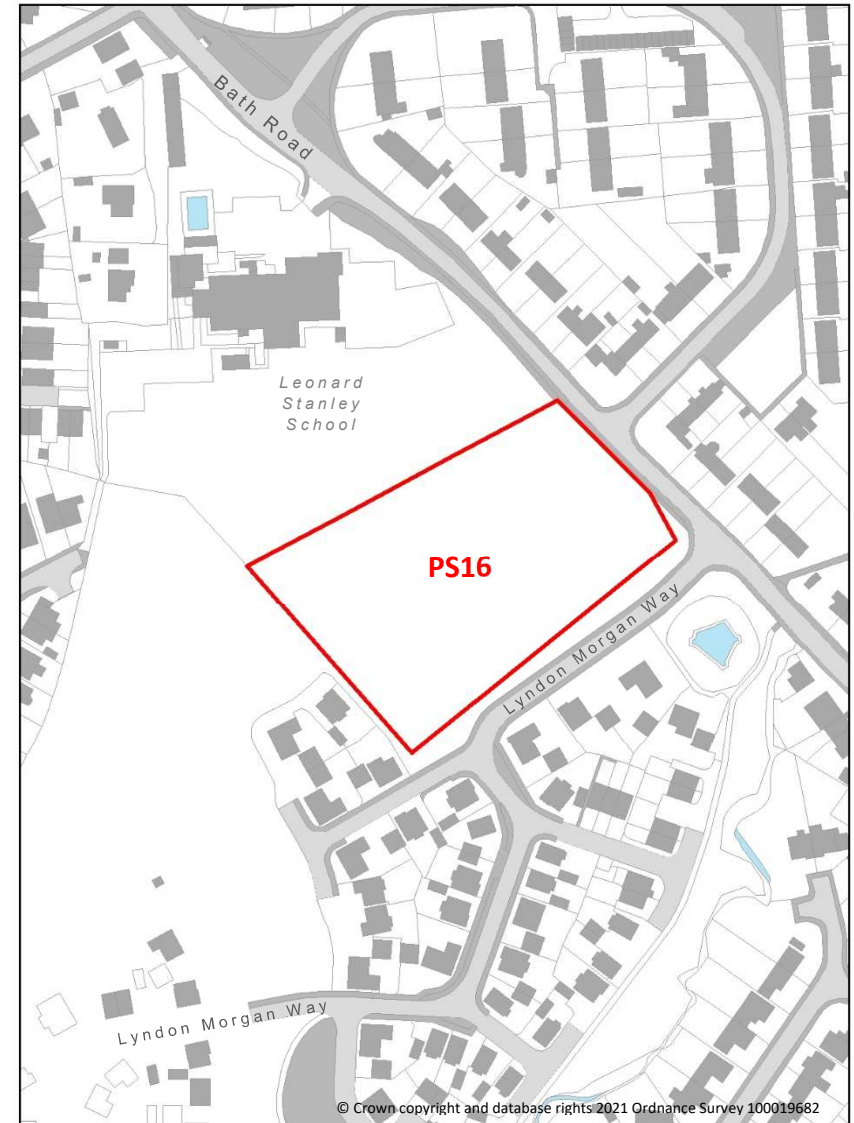 Bath Road
Leonard
Stanley
School
PS16
Lyndon Morgan Way
Lyndon Morgan Way
© Crown copyright and database rights 2021 Ordnance Survey 100019682